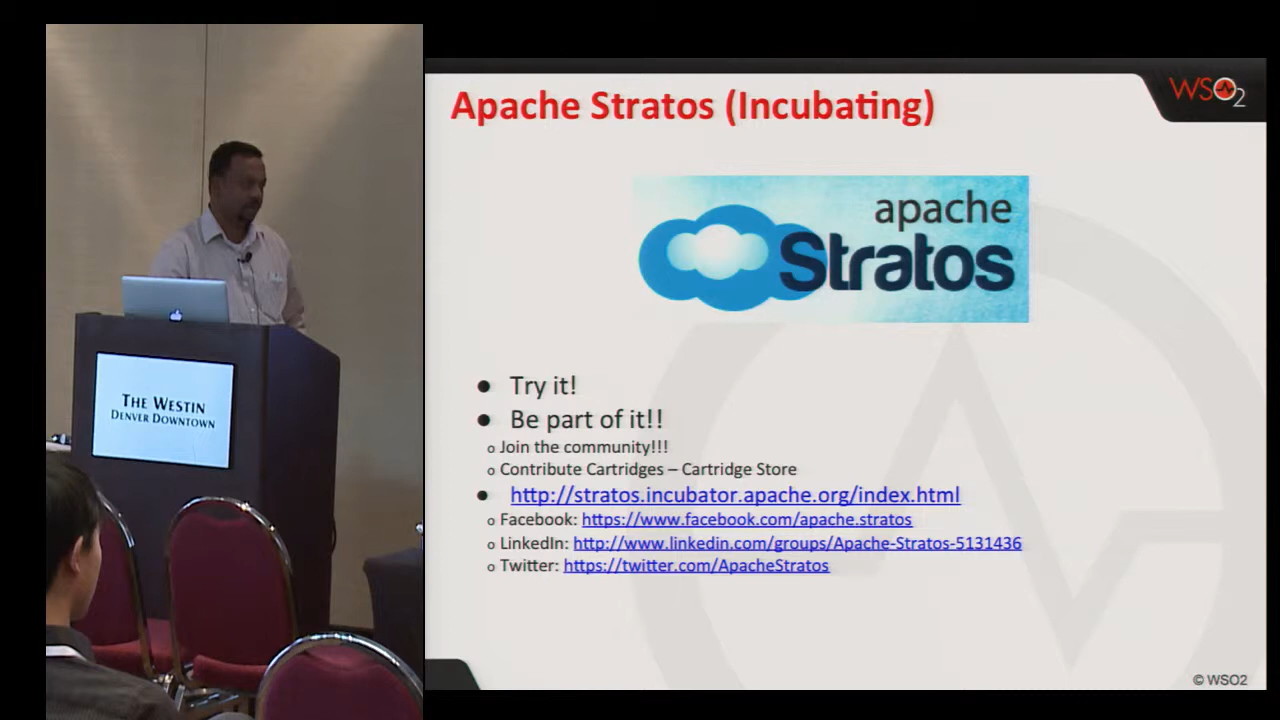 Apache Stratos (Incubating)
WSO2
apache
Stratos
● Try it!
● Be part of it!!
o Join the community!!!
o Contribute Cartridges – Cartridge Store
● http://stratos.incubator.apache.org/index.html
o Facebook: https://www.facebook.com/apache.stratos
o LinkedIn: http://www.linkedin.com/groups/Apache-Stratos-5131436
o Twitter: https://twitter.com/ApacheStratos
© WSO2
THE WESTIN
DENVER DOWNTOWN